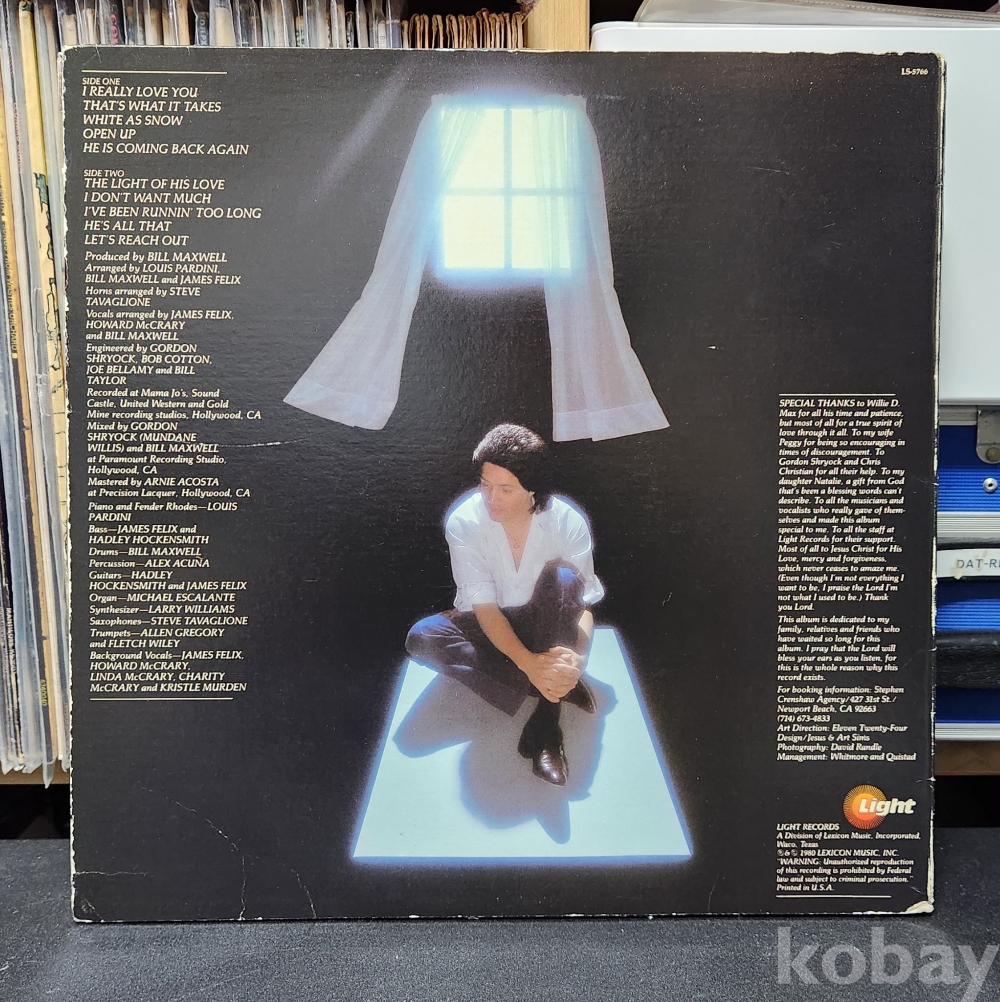 LS-5766
SIDE ONE
I REALLY LOVE YOU
THAT'S WHAT IT TAKES
WHITE AS SNOW
OPEN UP
HE IS COMING BACK AGAIN
SIDE TWO
THE LIGHT OF HIS LOVE
I DON'T WANT MUCH
I'VE BEEN RUNNIN' TOO LONG
HE'S ALL THAT
LET'S REACH OUT
Produced by BILL MAXWELL
Arranged by LOUIS PARDINI,
BILL MAXWELL and JAMES FELIX
Horns arranged by STEVE
TAVAGLIONE
Vocals arranged by JAMES FELIX,
HOWARD McCRARY
and BILL MAXWELL
Engineered by GORDON
SHRYOCK, BOB COTTON,
JOE BELLAMY and BILL
TAYLOR
Recorded at Mama Jo's, Sound
Castle, United Western and Gold
Mine recording studios, Hollywood, CA
Mixed by GORDON
SHRYOCK (MUNDANE
WILLIS) and BILL MAXWELL
at Paramount Recording Studio,
Hollywood, CA
Mastered by ARNIE ACOSTA
at Precision Lacquer, Hollywood, CA
Piano and Fender Rhodes—LOUIS
PARDINI
Bass—JAMES FELIX and
HADLEY HOCKENSMITH
Drums—BILL MAXWELL
Percussion—ALEX ACUÑA
Guitars—HADLEY
HOCKENSMITH and JAMES FELIX
Organ—MICHAEL ESCALANTE
Synthesizer—LARRY WILLIAMS
Saxophones—STEVE TAVAGLIONE
Trumpets—ALLEN GREGORY
and FLETCH WILEY
Background Vocals—JAMES FELIX,
HOWARD McCRARY,
LINDA McCRARY, CHARITY
McCRARY and KRISTLE MURDEN
SPECIAL THANKS to Willie D.
Max for all his time and patience,
but most of all for a true spirit of
love through it all. To my wife
Peggy for being so encouraging in
times of discouragement. To
Gordon Shryock and Chris
Christian for all their help. To my
daughter Natalie, a gift from God
that's been a blessing words can't
describe. To all the musicians and
vocalists who really gave of them-
selves and made this album
special to me. To all the staff at
Light Records for their support.
Most of all to Jesus Christ for His
Love, mercy and forgiveness,
which never ceases to amaze me.
(Even though I'm not everything I
want to be, I praise the Lord I'm
not what I used to be.) Thank
you Lord.
This album is dedicated to my
family, relatives and friends who
have waited so long for this
album. I pray that the Lord will
bless your ears as you listen, for
this is the whole reason why this
record exists.
For booking information: Stephen
Crenshaw Agency/427 31st St./
Newport Beach, CA 92663
(714) 673-4833
Art Direction: Eleven Twenty-Four
Design/Jesus & Art Sims
Photography: David Randle
Management: Whitmore and Quistad
Light
LIGHT RECORDS
A Division of Lexicon Music, Incorporated,
Waco, Texas
℗ & © 1980 LEXICON MUSIC, INC.
"WARNING: Unauthorized reproduction
of this recording is prohibited by Federal
law and subject to criminal prosecution."
Printed in U.S.A.
DAT-R
kobay